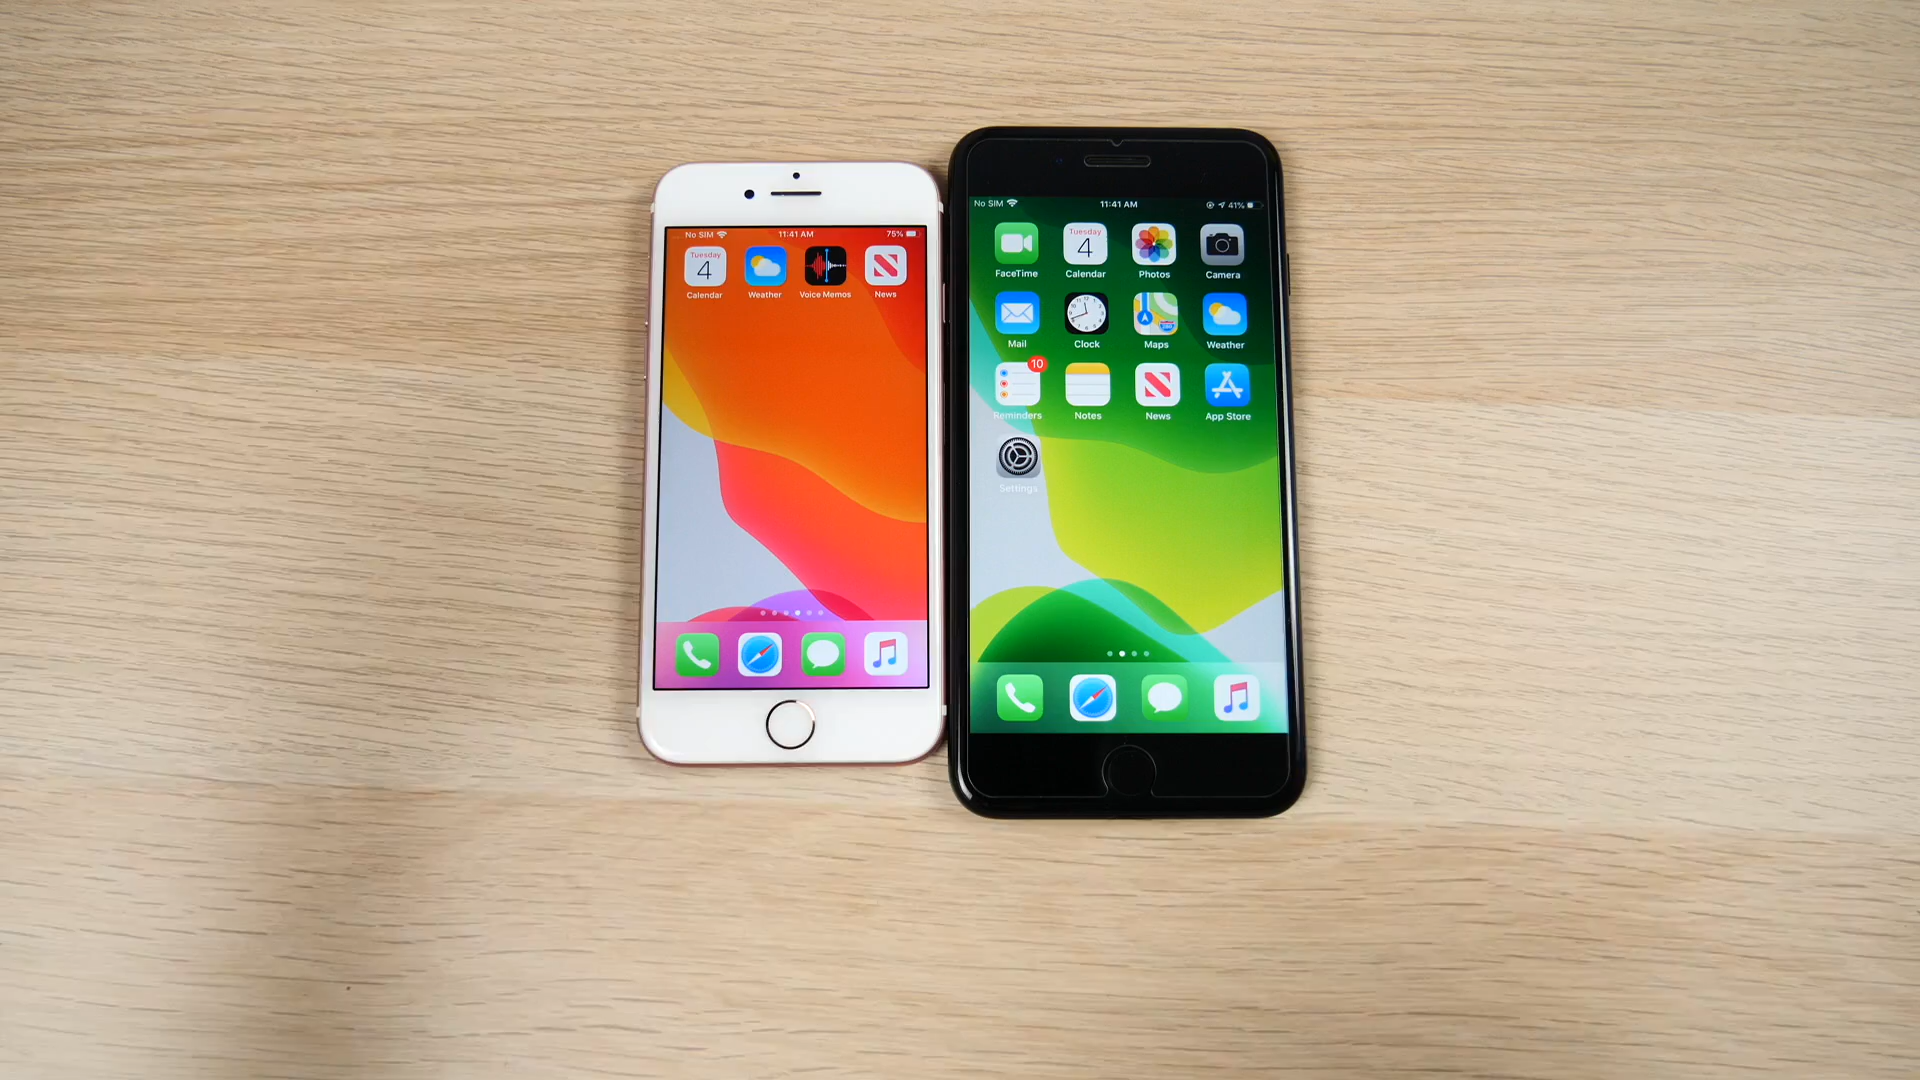 No SIM 11:41 AM 75%
Tuesday
4
Calendar Weather Voice Memos News
No SIM 11:41 AM 41%
Tuesday
4
FaceTime Calendar Photos Camera
Mail Clock Maps Weather
10
Reminders Notes News App Store
Settings